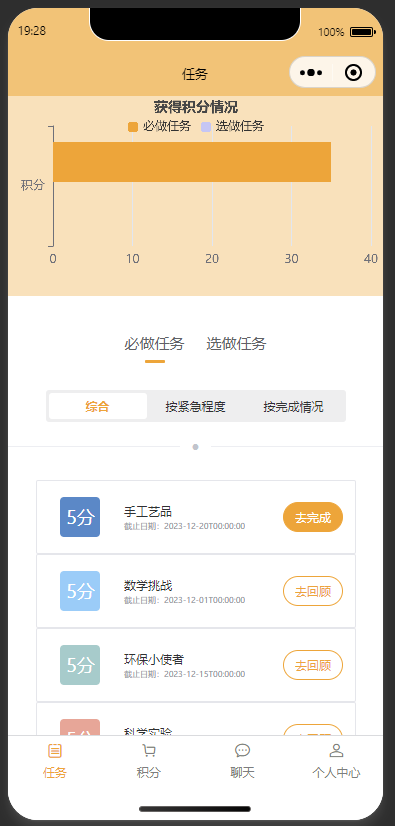 19:28
100%
任务
获得积分情况
必做任务 选做任务
积分
0 10 20 30 40
必做任务 选做任务
综合 按紧急程度 按完成情况
5分 手工艺品 去完成
截止日期：2023-12-20T00:00:00
5分 数学挑战 去回顾
截止日期：2023-12-01T00:00:00
5分 环保小使者 去回顾
截止日期：2023-12-15T00:00:00
5分 科学实验 去回顾
任务 积分 聊天 个人中心